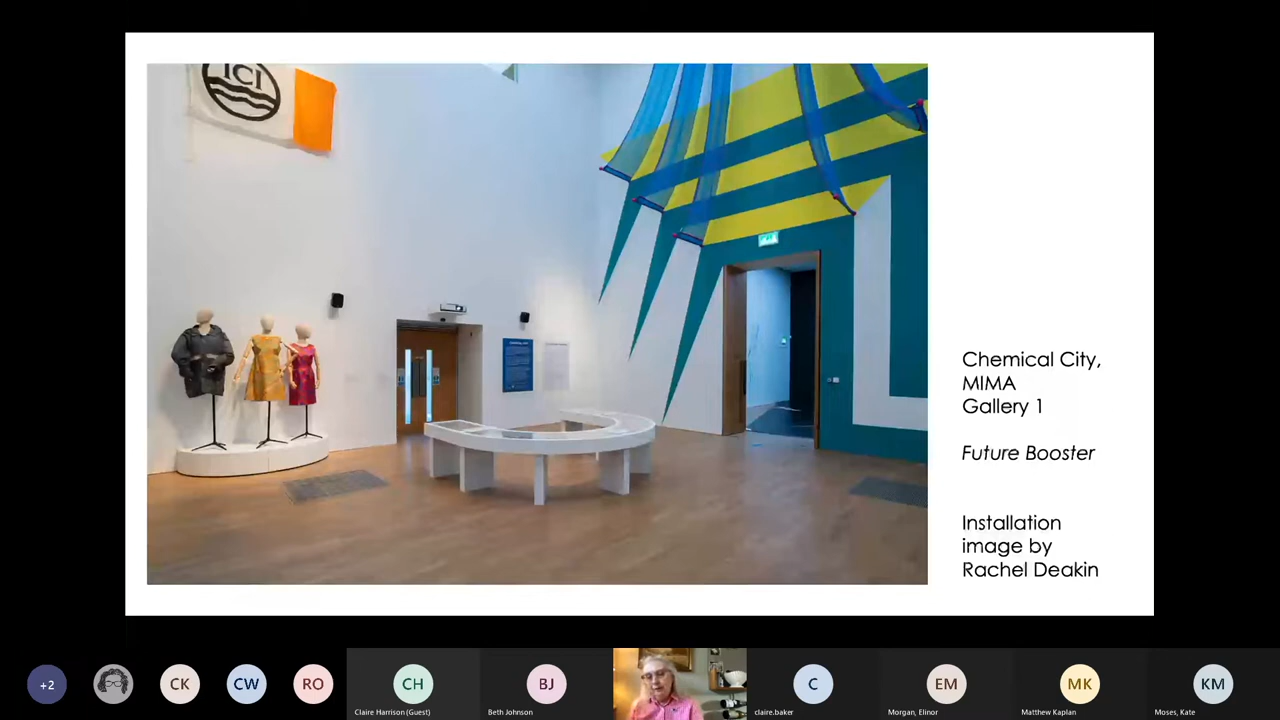 ICI
Chemical City,
MIMA
Gallery 1
Future Booster
Installation
image by
Rachel Deakin
+2
CK
CW
RO
CH
BJ
C
EM
MK
KM
Claire Harrison (Guest)
Beth Johnson
claire.baker
Morgan, Elinor
Matthew Kaplan
Moses, Kate